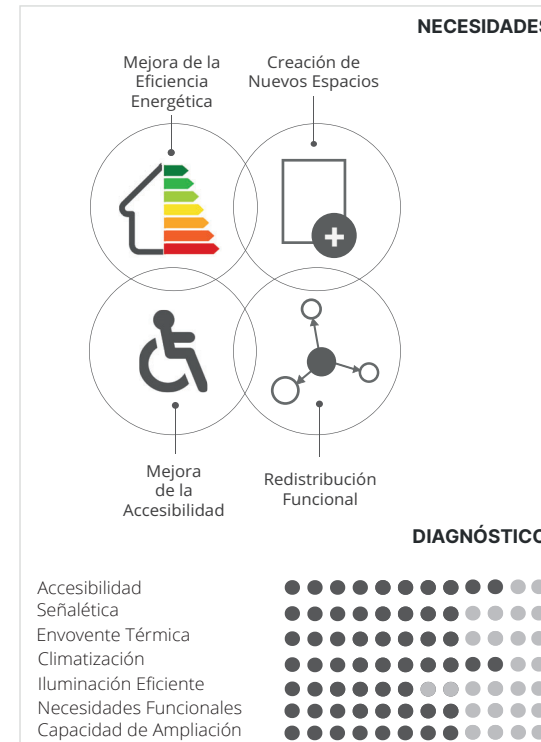 NECESIDADES
Mejora de la
Eficiencia
Energética
Creación de
Nuevos Espacios
Mejora
de la
Accesibilidad
Redistribución
Funcional
DIAGNÓSTICO
Accesibilidad
Señalética
Envovente Térmica
Climatización
Iluminación Eficiente
Necesidades Funcionales
Capacidad de Ampliación